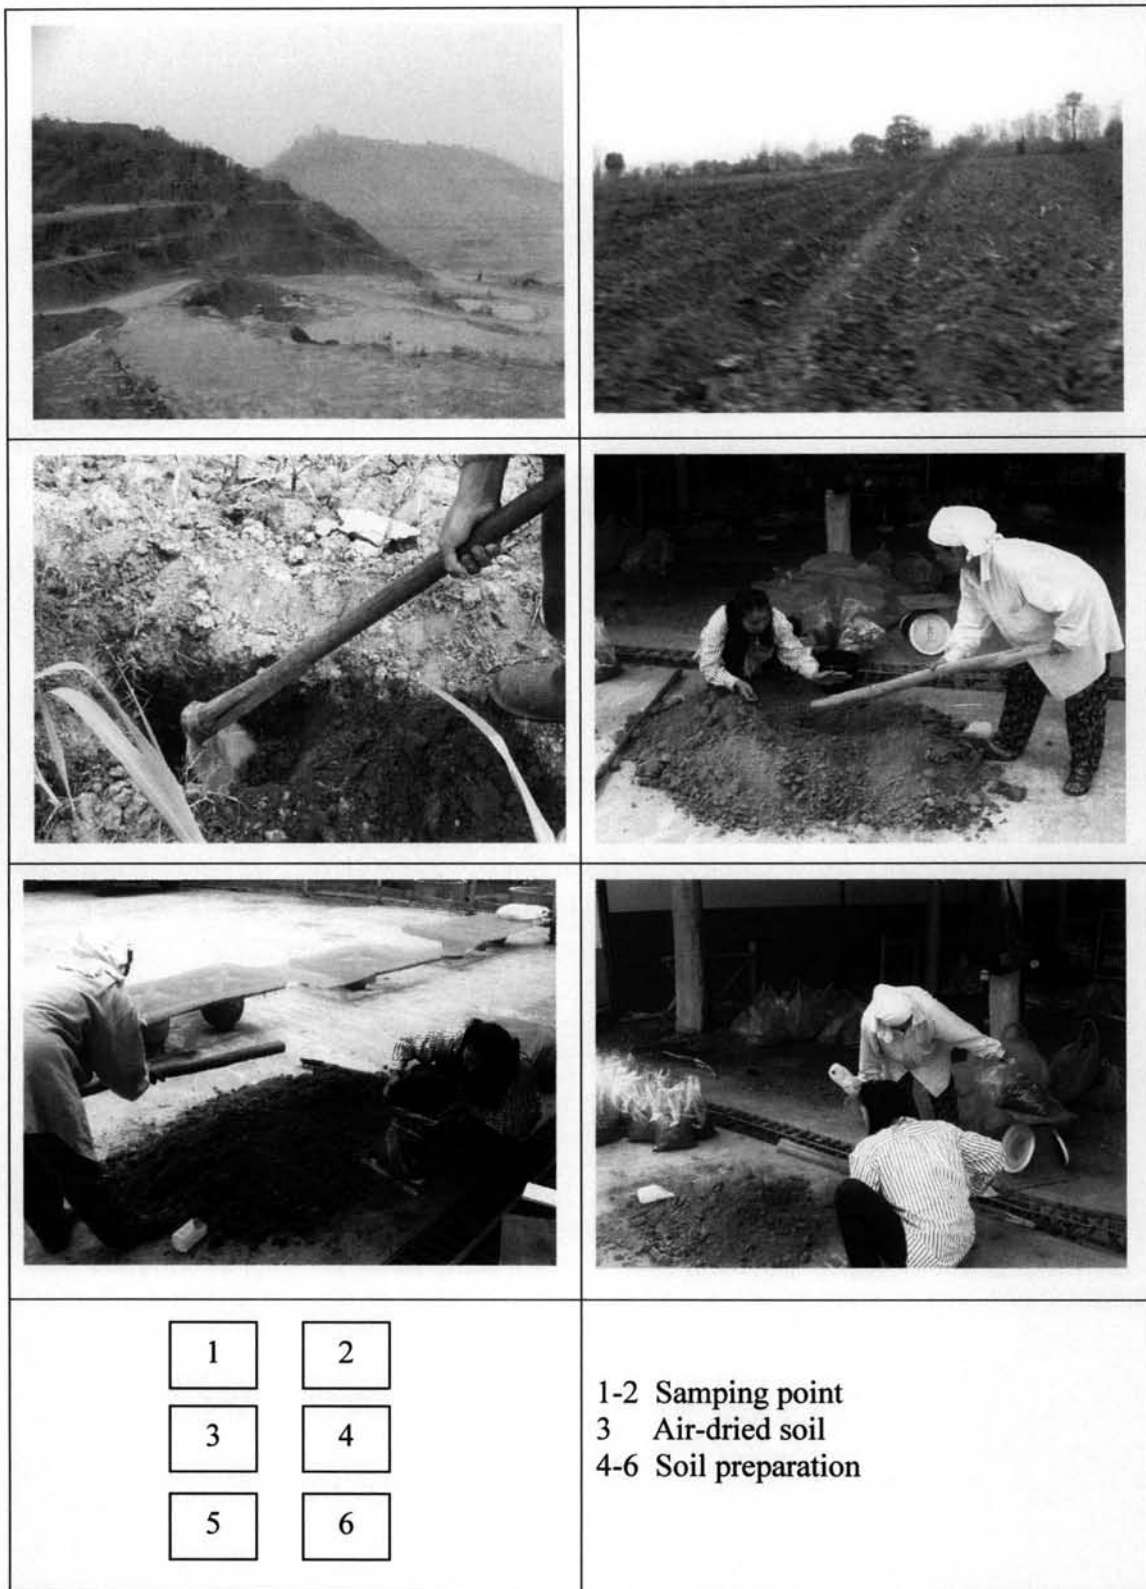 1 2
3 4
5 6
1-2 Samping point
3 Air-dried soil
4-6 Soil preparation